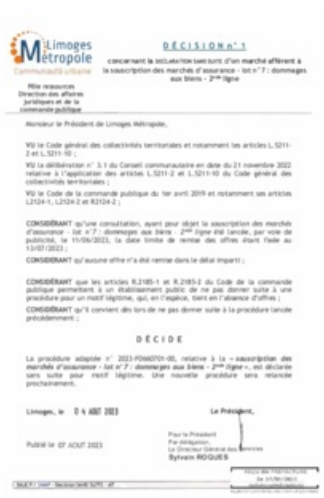 Limoges
Métropole
Communauté urbaine
Pôle ressources
Direction des affaires
juridiques et de la
commande publique
DÉCISION n° 1
concernant la DECLARATION SANS SUITE d'un marché afférent à
la souscription des marchés d'assurance - lot n°7 : dommages
aux biens - 2ème ligne
Monsieur le Président de Limoges Métropole,
VU le Code général des collectivités territoriales et notamment les articles L.5211-
2 et L.5211-10 ;
VU la délibération n° 3.1 du Conseil communautaire en date du 21 novembre 2022
relative à l'application des articles L.5211-2 et L.5211-10 du Code général des
collectivités territoriales ;
VU le Code de la commande publique du 1er avril 2019 et notamment ses articles
L2124-1, L2124-2 et R2124-2 ;
CONSIDÉRANT qu'une consultation, ayant pour objet la souscription des marchés
d'assurance - lot n°7 : dommages aux biens - 2ème ligne été lancée, par voie de
publicité, le 11/06/2023, la date limite de remise des offres étant fixée au
13/07/2023 ;
CONSIDÉRANT qu'aucune offre n'a été remise dans le délai imparti ;
CONSIDÉRANT que les articles R.2185-1 et R.2185-2 du Code de la commande
publique permettent à un établissement public de ne pas donner suite à une
procédure pour un motif légitime, qui, en l'espèce, tient en l'absence d'offres ;
CONSIDÉRANT qu'il convient dès lors de ne pas donner suite à la procédure lancée
précédemment ;
DÉCIDE
La procédure adaptée n° 2023-FD660701-00, relative à la « souscription des
marchés d'assurance - lot n°7 : dommages aux biens - 2ème ligne », est déclarée
sans suite pour motif légitime. Une nouvelle procédure sera relancée
prochainement.
Limoges, le 04 AOUT 2023
Le Président,
Pour le Président
Par délégation,
Le Directeur Général des Services
Sylvain ROQUES
Publié le 07 AOUT 2023